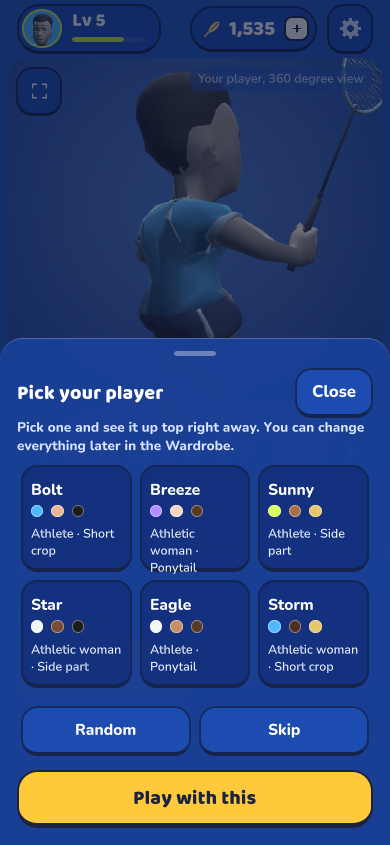 Lv 5
1,535
+
Your player, 360 degree view
Pick your player
Close
Pick one and see it up top right away. You can change
everything later in the Wardrobe.
Bolt
Athlete · Short
crop
Breeze
Athletic
woman ·
Ponytail
Sunny
Athlete · Side
part
Star
Athletic woman
· Side part
Eagle
Athlete ·
Ponytail
Storm
Athletic woman
· Short crop
Random
Skip
Play with this